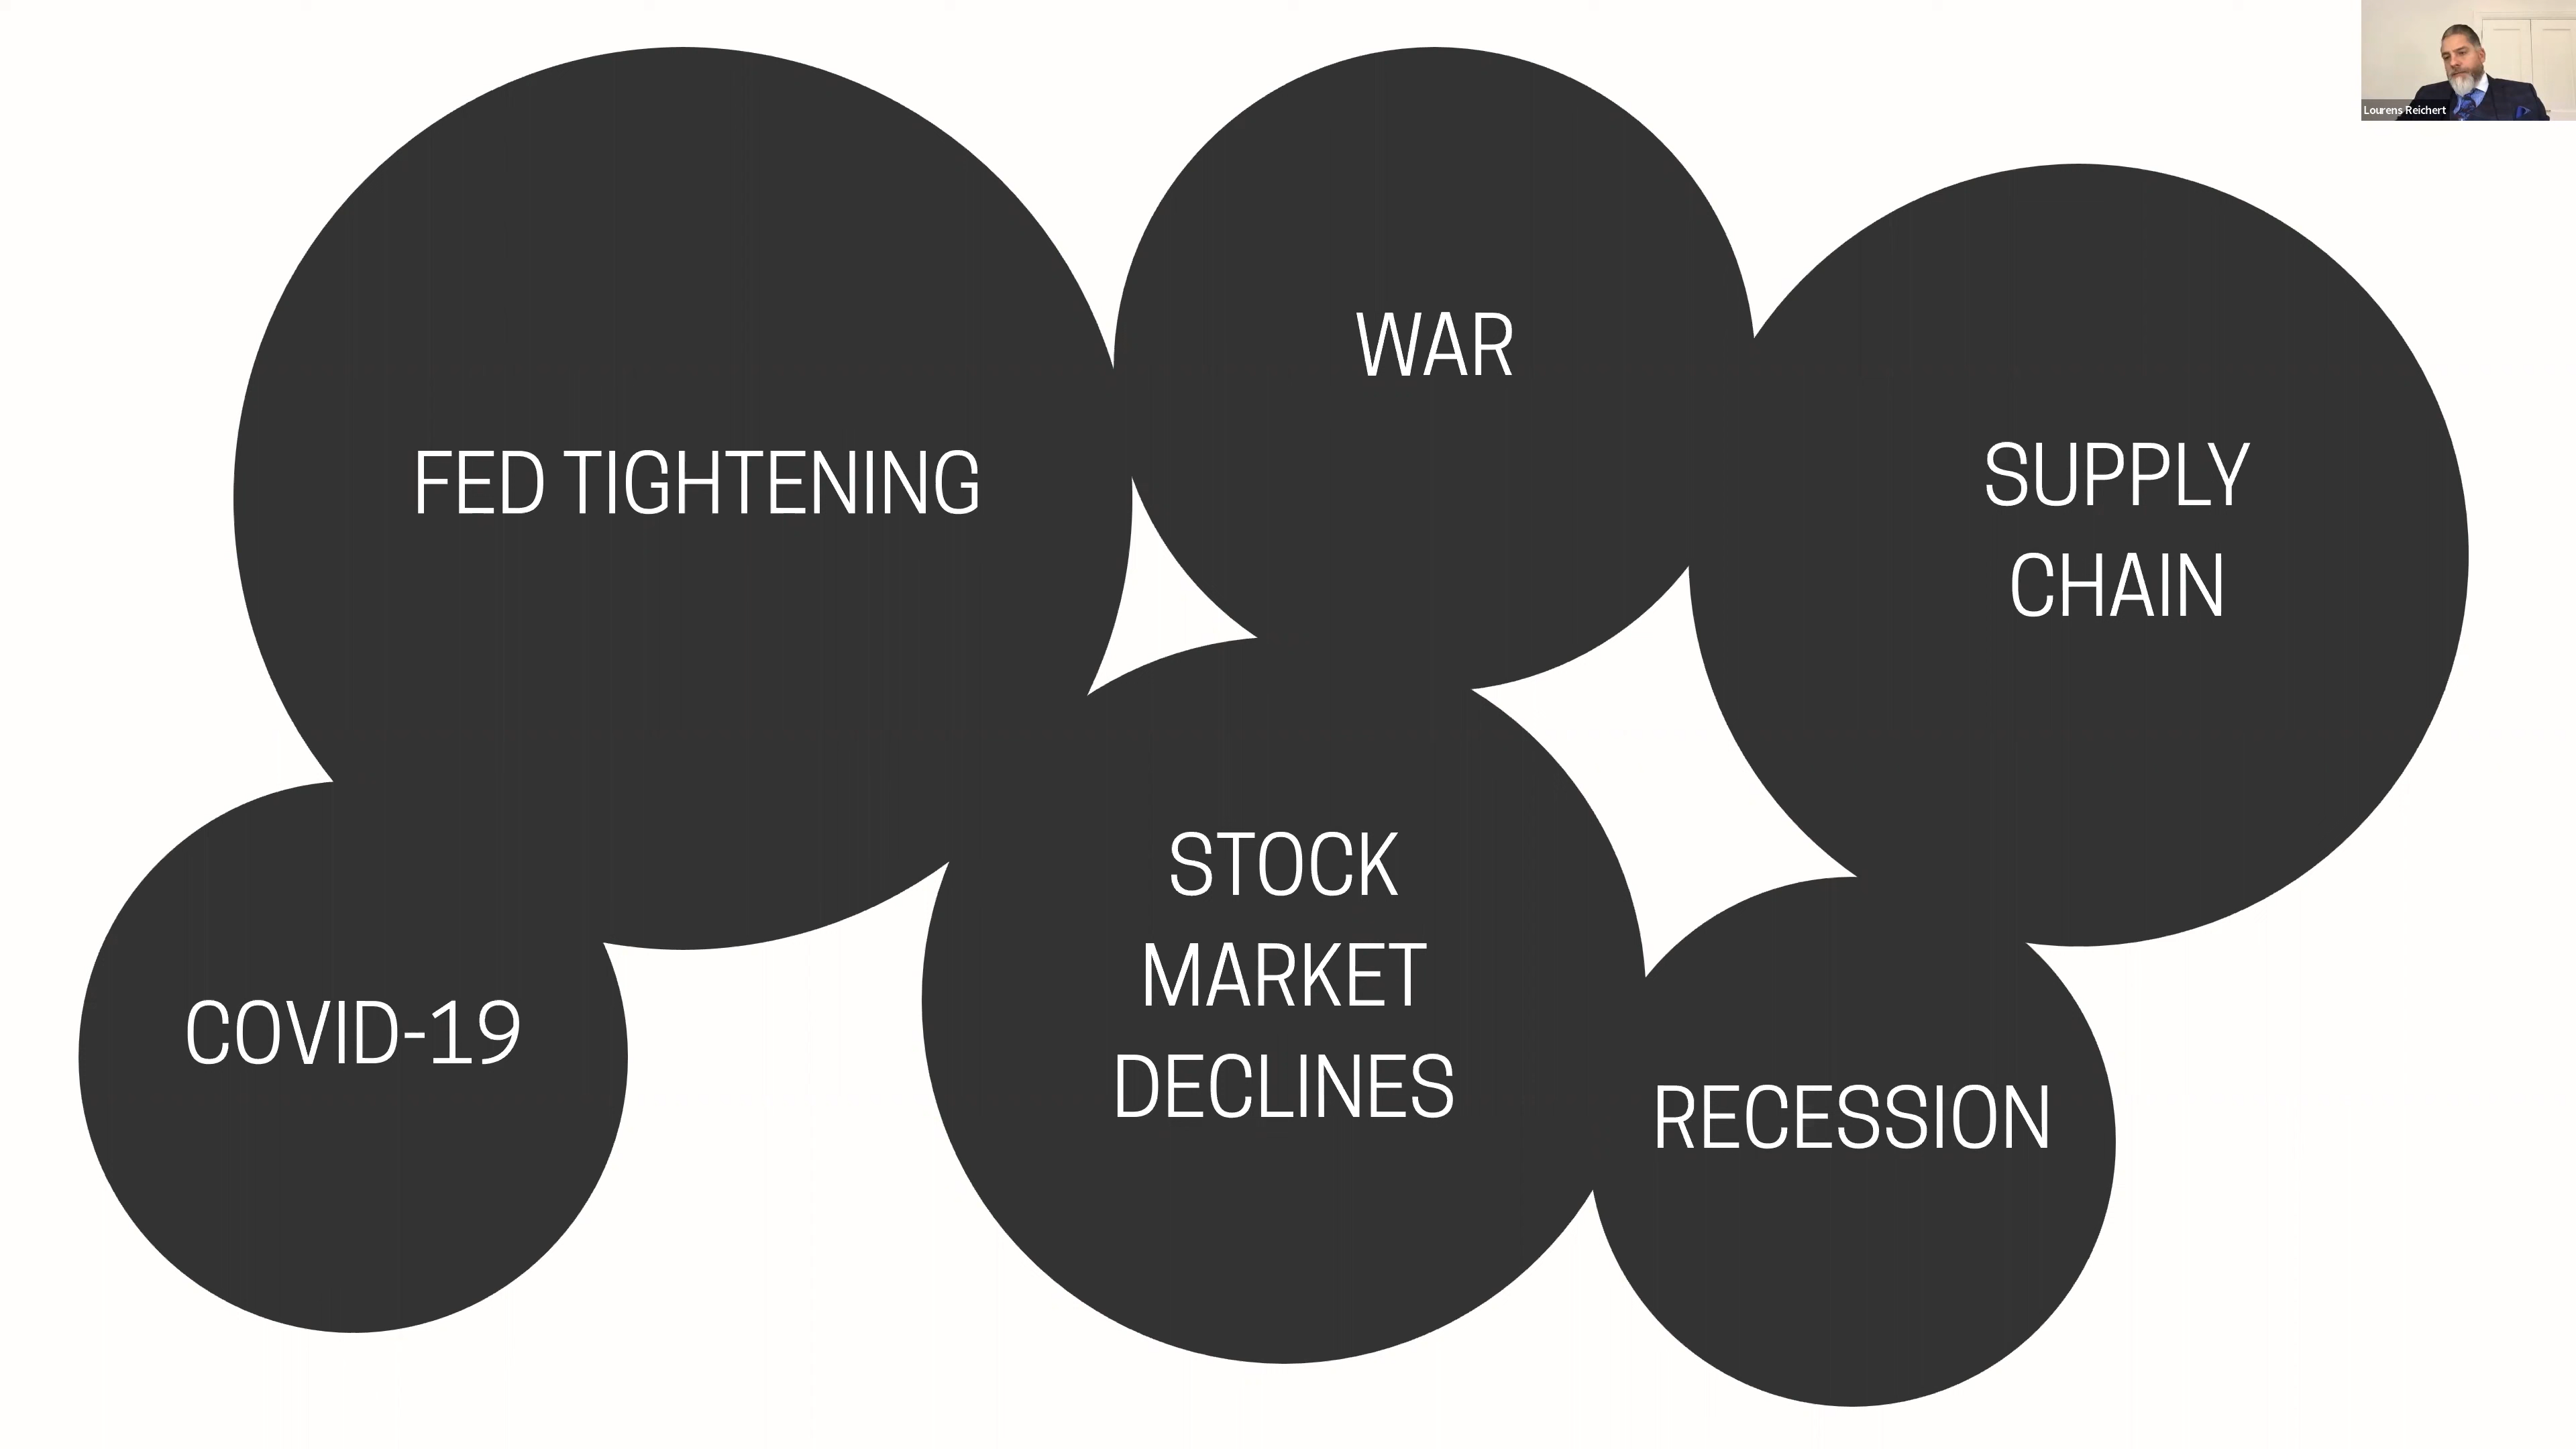 Lourens Reichert
WAR
FED TIGHTENING
SUPPLY
CHAIN
STOCK
MARKET
DECLINES
COVID-19
RECESSION